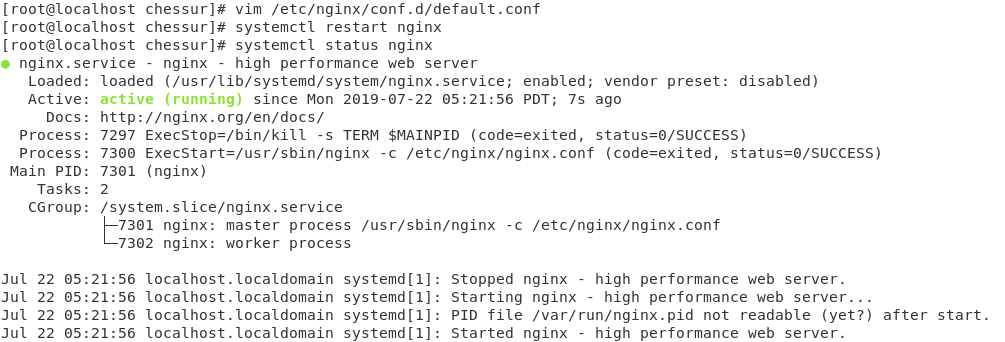 [root@localhost chessur]# vim /etc/nginx/conf.d/default.conf
[root@localhost chessur]# systemctl restart nginx
[root@localhost chessur]# systemctl status nginx
● nginx.service - nginx - high performance web server
   Loaded: loaded (/usr/lib/systemd/system/nginx.service; enabled; vendor preset: disabled)
   Active: active (running) since Mon 2019-07-22 05:21:56 PDT; 7s ago
     Docs: http://nginx.org/en/docs/
  Process: 7297 ExecStop=/bin/kill -s TERM $MAINPID (code=exited, status=0/SUCCESS)
  Process: 7300 ExecStart=/usr/sbin/nginx -c /etc/nginx/nginx.conf (code=exited, status=0/SUCCESS)
 Main PID: 7301 (nginx)
    Tasks: 2
   CGroup: /system.slice/nginx.service
           ├─7301 nginx: master process /usr/sbin/nginx -c /etc/nginx/nginx.conf
           └─7302 nginx: worker process

Jul 22 05:21:56 localhost.localdomain systemd[1]: Stopped nginx - high performance web server.
Jul 22 05:21:56 localhost.localdomain systemd[1]: Starting nginx - high performance web server...
Jul 22 05:21:56 localhost.localdomain systemd[1]: PID file /var/run/nginx.pid not readable (yet?) after start.
Jul 22 05:21:56 localhost.localdomain systemd[1]: Started nginx - high performance web server.